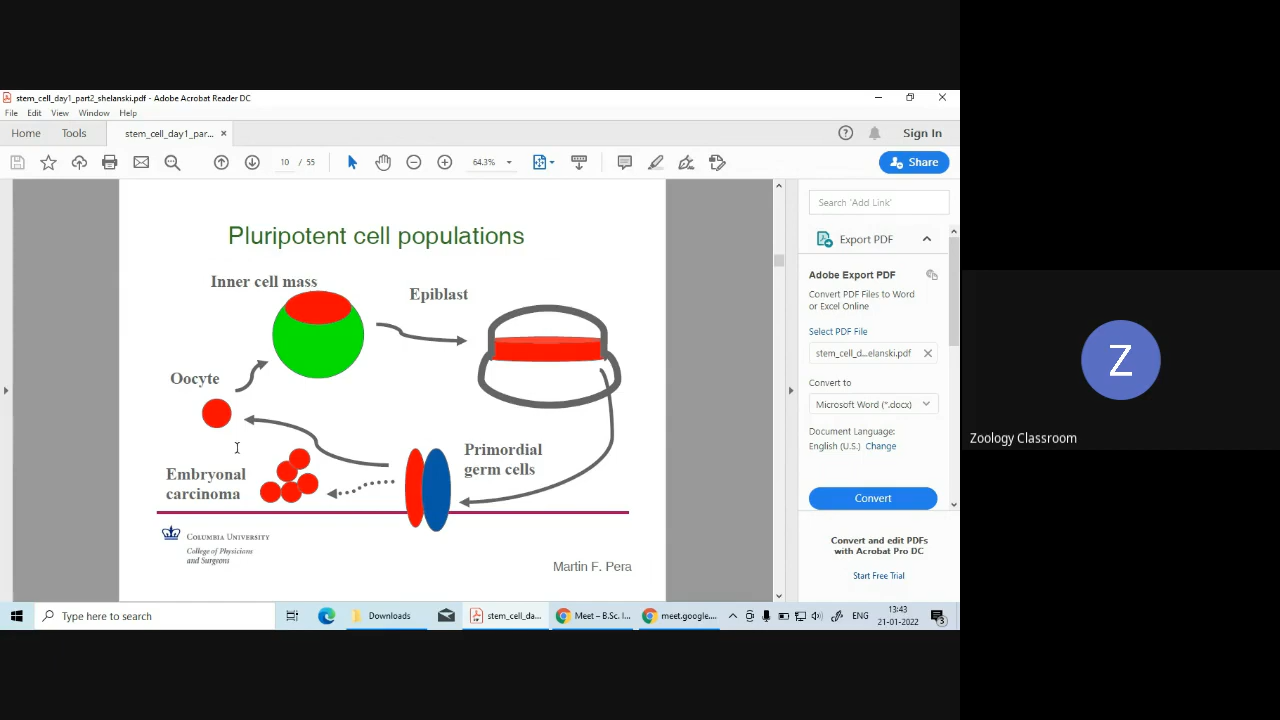 stem_cell_day1_part2_shelanski.pdf - Adobe Acrobat Reader DC
File Edit View Window Help
Home Tools stem_cell_day1_par... × Sign In
10 / 55 64.3% Share
Pluripotent cell populations
Inner cell mass
Epiblast
Oocyte
Primordial
germ cells
Embryonal
carcinoma
COLUMBIA UNIVERSITY
College of Physicians
and Surgeons
Martin F. Pera
Search 'Add Link'
Export PDF
Adobe Export PDF
Convert PDF Files to Word
or Excel Online
Select PDF File
stem_cell_d...elanski.pdf
Convert to
Microsoft Word (*.docx)
Document Language:
English (U.S.) Change
Convert
Convert and edit PDFs
with Acrobat Pro DC
Start Free Trial
Z
Zoology Classroom
Type here to search
Downloads
stem_cell_da...
Meet – B.Sc. I...
meet.google....
ENG
13:43
21-01-2022
3